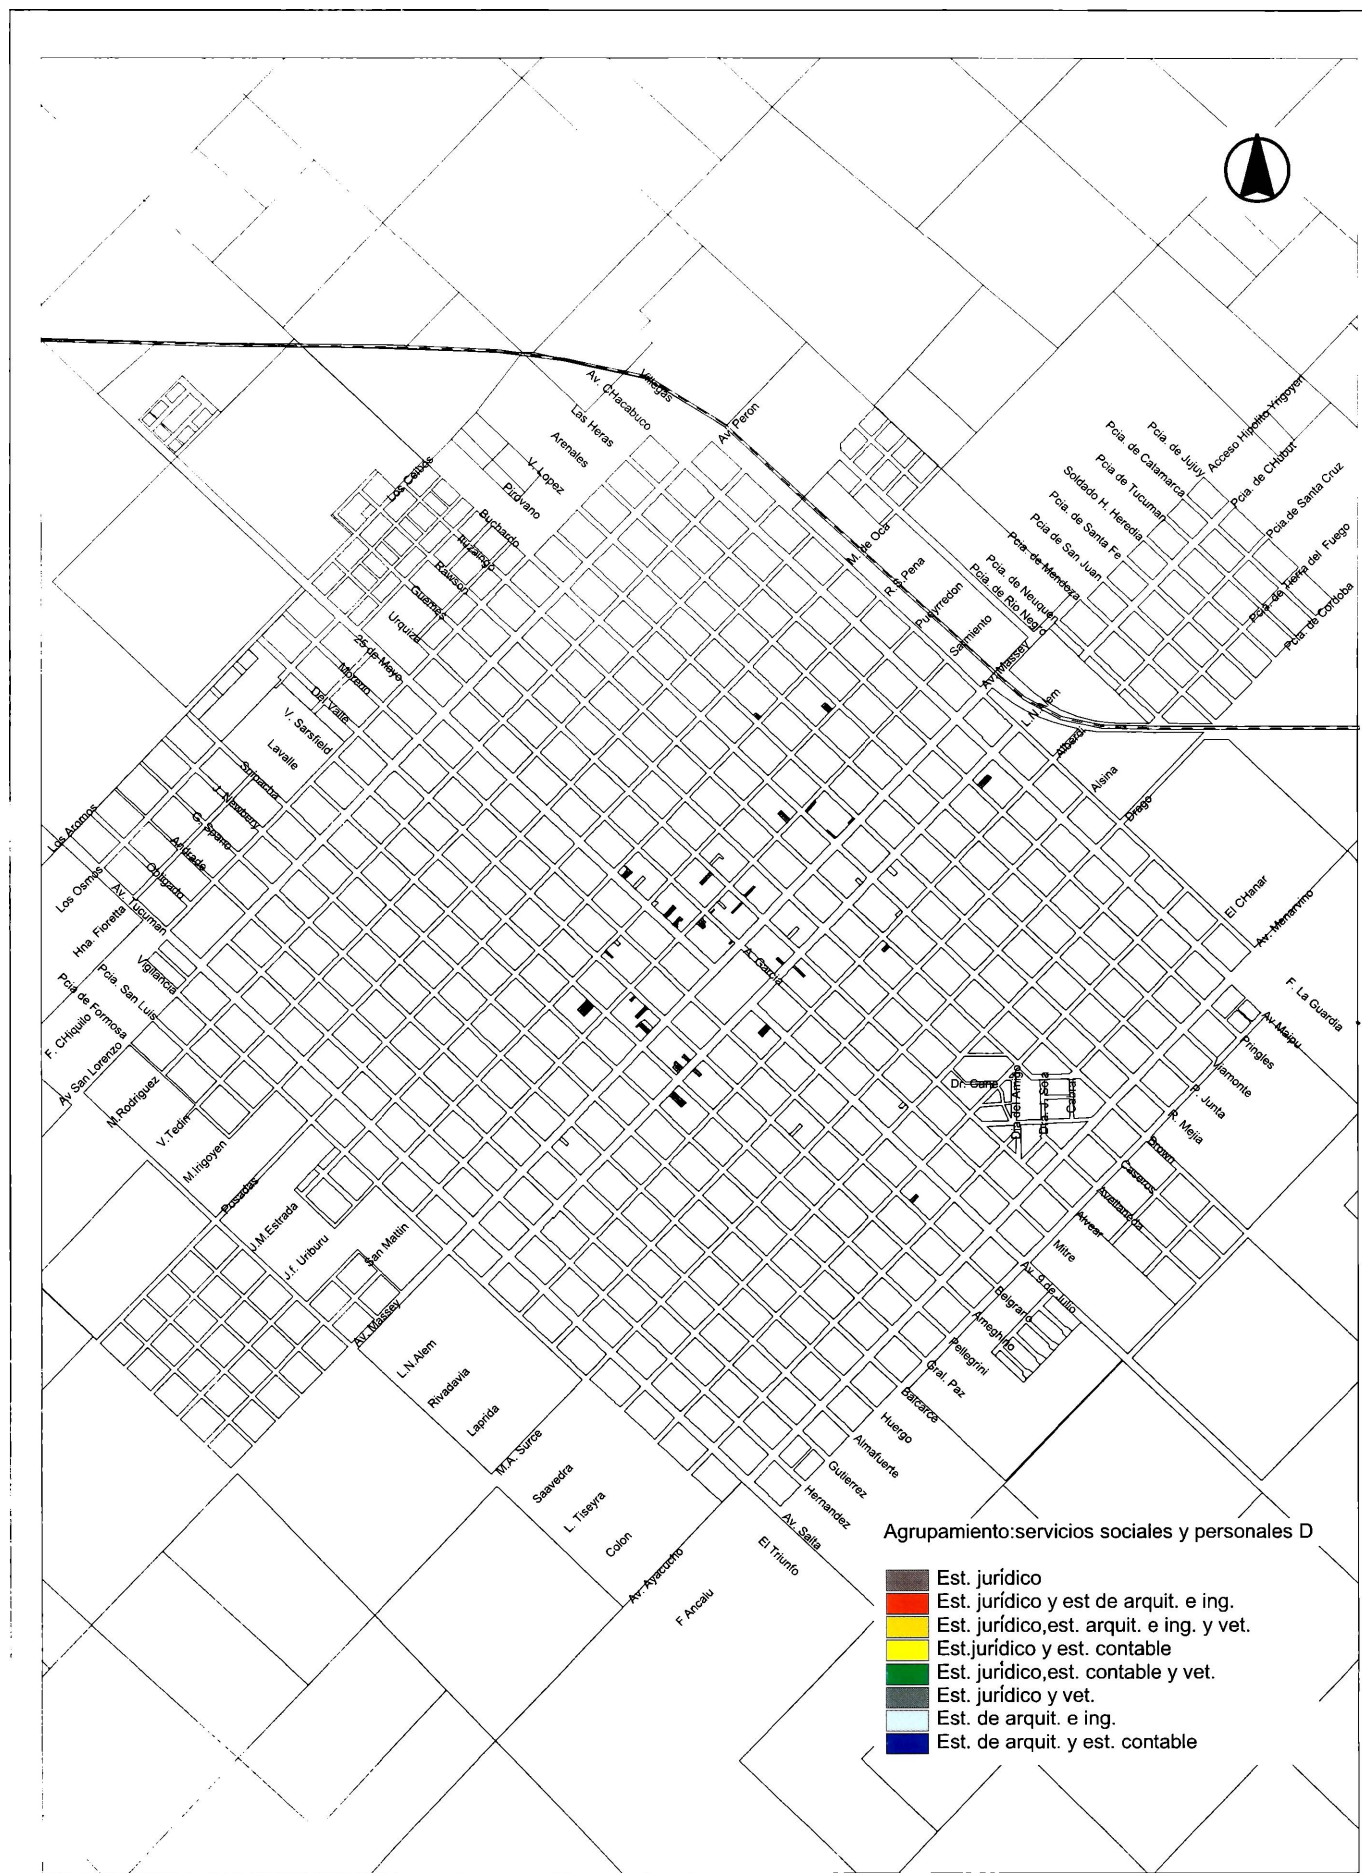 Villegas
Av. CHacabuco
Las Heras
Av. Peron
Arenales
V. Lopez
Pirovano
Los Ceibos
Buchardo
Ituzaingo
Rawson
Guemes
Urquiza
25 de Mayo
Moreno
Del Valle
V. Sarsfield
Lavalle
Suipacha
J. Newbery
G. Spano
Andrade
Obligado
Av. Tucuman
Los Aromos
Los Osmos
Hna. Fioretta
Vigilancia
Pcia. San Luis
Pcia de Formosa
F. CHiquilo
Av San Lorenzo
M.Rodriguez
V.Tedin
M.Irigoyen
Posadas
J.M.Estrada
J.f. Uriburu
San Mattin
Av. Massey
L.N.Alem
Rivadavia
Laprida
M.A. Surce
Saavedra
L. Tiseyra
Colon
Av. Ayacucho
F Ancalu
El Triunfo
Av. Salta
Hernandez
Gutierrez
Almafuerte
Huergo
Balcarce
Gral. Paz
Pellegrini
Ameghino
Belgrano
Av. 9 de Julio
Mitre
Alvear
Avellaneda
Caseros
Brown
R. Mejia
P. Junta
Viamonte
Pringles
Av Maipu
F. La Guardia
Av. Menarvino
El CHanar
Drego
Alsina
Alberdi
L.N.Alem
Av. Massey
Sarmiento
Pueyrredon
R.S.Pena
M. de Oca
Pcia. de Rio Negro
Pcia. de Neuquen
Pcia. de Mendoza
Pcia de San Juan
Pcia. de Santa Fe
Soldado H. Heredia
Pcia de Tucuman
Pcia. de Catamarca
Pcia. de Jujuy
Acceso Hipolito Yrigoyen
Pcia. de CHubut
Pcia.de Santa Cruz
Pcia. de Tierra del Fuego
Pcia. de Cordoba
A. Garcia
Dr. Cune
Dra del Amigo
Dra. J. Sola
Cabral
Agrupamiento:servicios sociales y personales D
Est. jurídico
Est. jurídico y est de arquit. e ing.
Est. jurídico,est. arquit. e ing. y vet.
Est.jurídico y est. contable
Est. jurídico,est. contable y vet.
Est. jurídico y vet.
Est. de arquit. e ing.
Est. de arquit. y est. contable